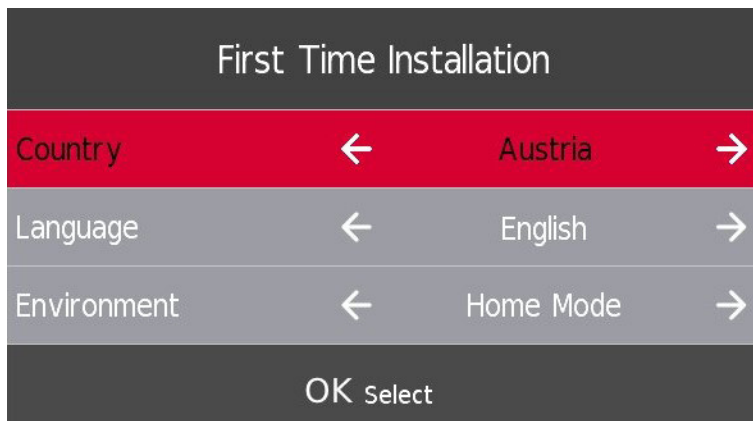 First Time Installation
Country ← Austria →
Language ← English →
Environment ← Home Mode →
OK Select